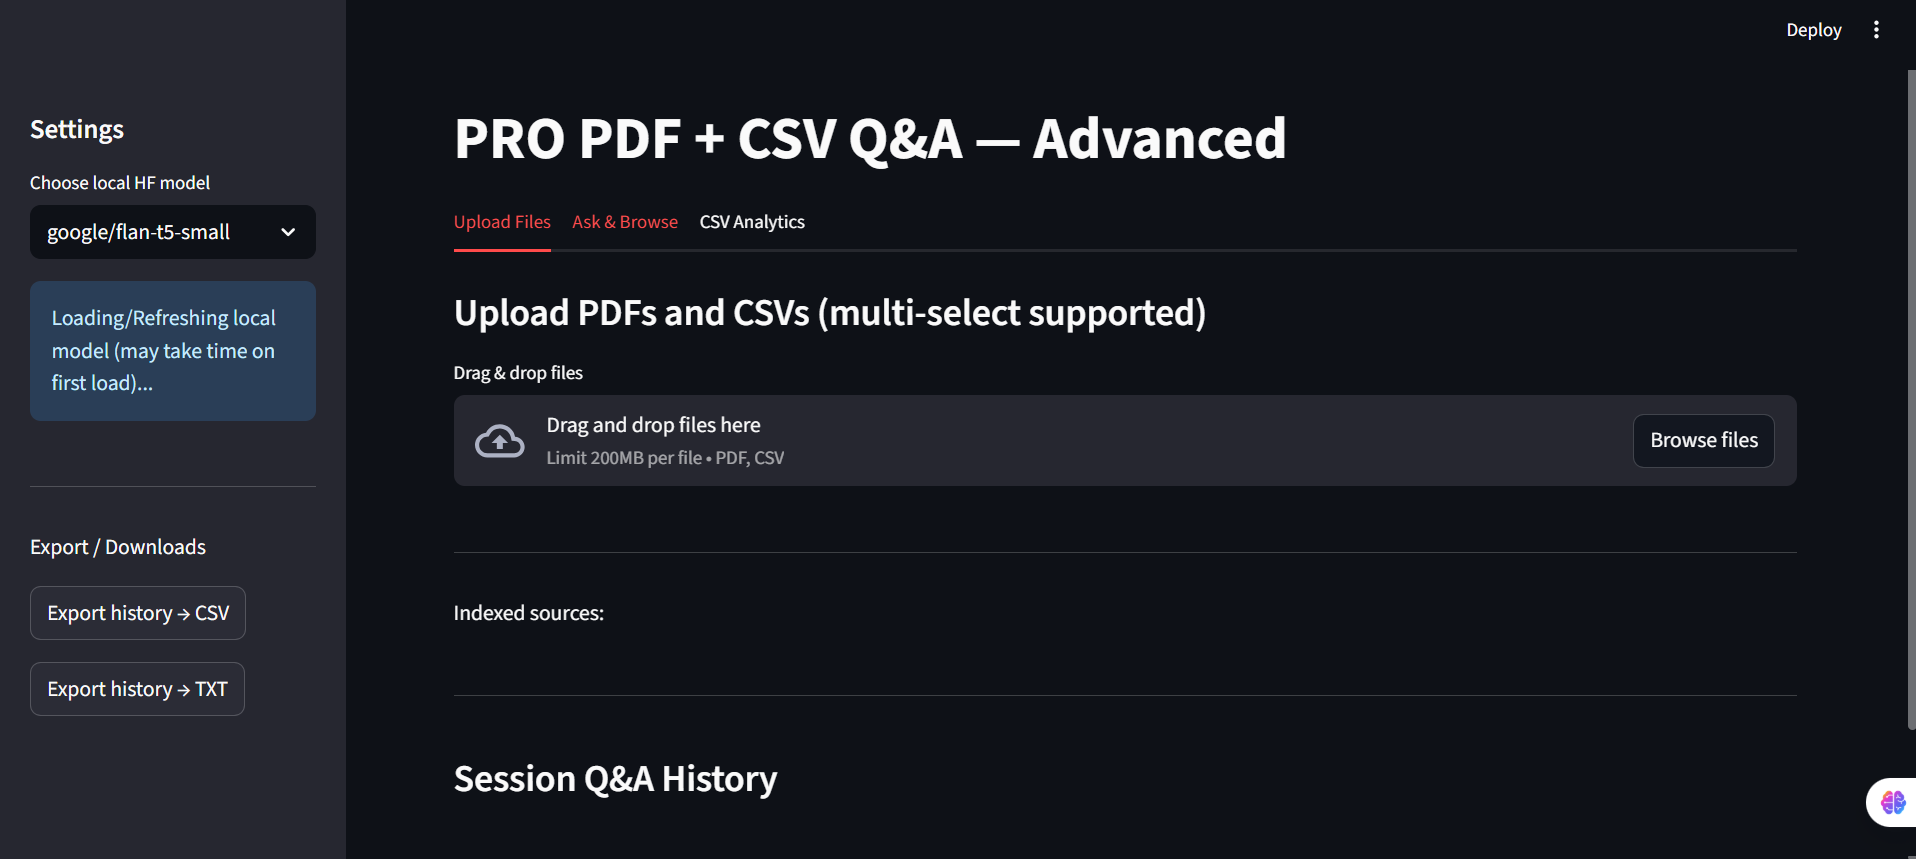 Deploy
Settings
Choose local HF model
google/flan-t5-small
Loading/Refreshing local
model (may take time on
first load)...
Export / Downloads
Export history → CSV
Export history → TXT
PRO PDF + CSV Q&A — Advanced
Upload Files
Ask & Browse
CSV Analytics
Upload PDFs and CSVs (multi-select supported)
Drag & drop files
Drag and drop files here
Limit 200MB per file • PDF, CSV
Browse files
Indexed sources:
Session Q&A History